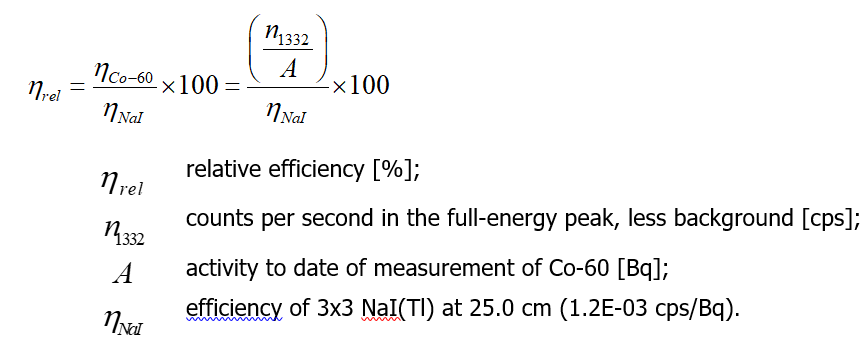 η_rel = η_Co-60 / η_NaI ×100 = (n_1332 / A) / η_NaI ×100
η_rel relative efficiency [%];
n_1332 counts per second in the full-energy peak, less background [cps];
A activity to date of measurement of Co-60 [Bq];
η_NaI efficiency of 3x3 NaI(Tl) at 25.0 cm (1.2E-03 cps/Bq).